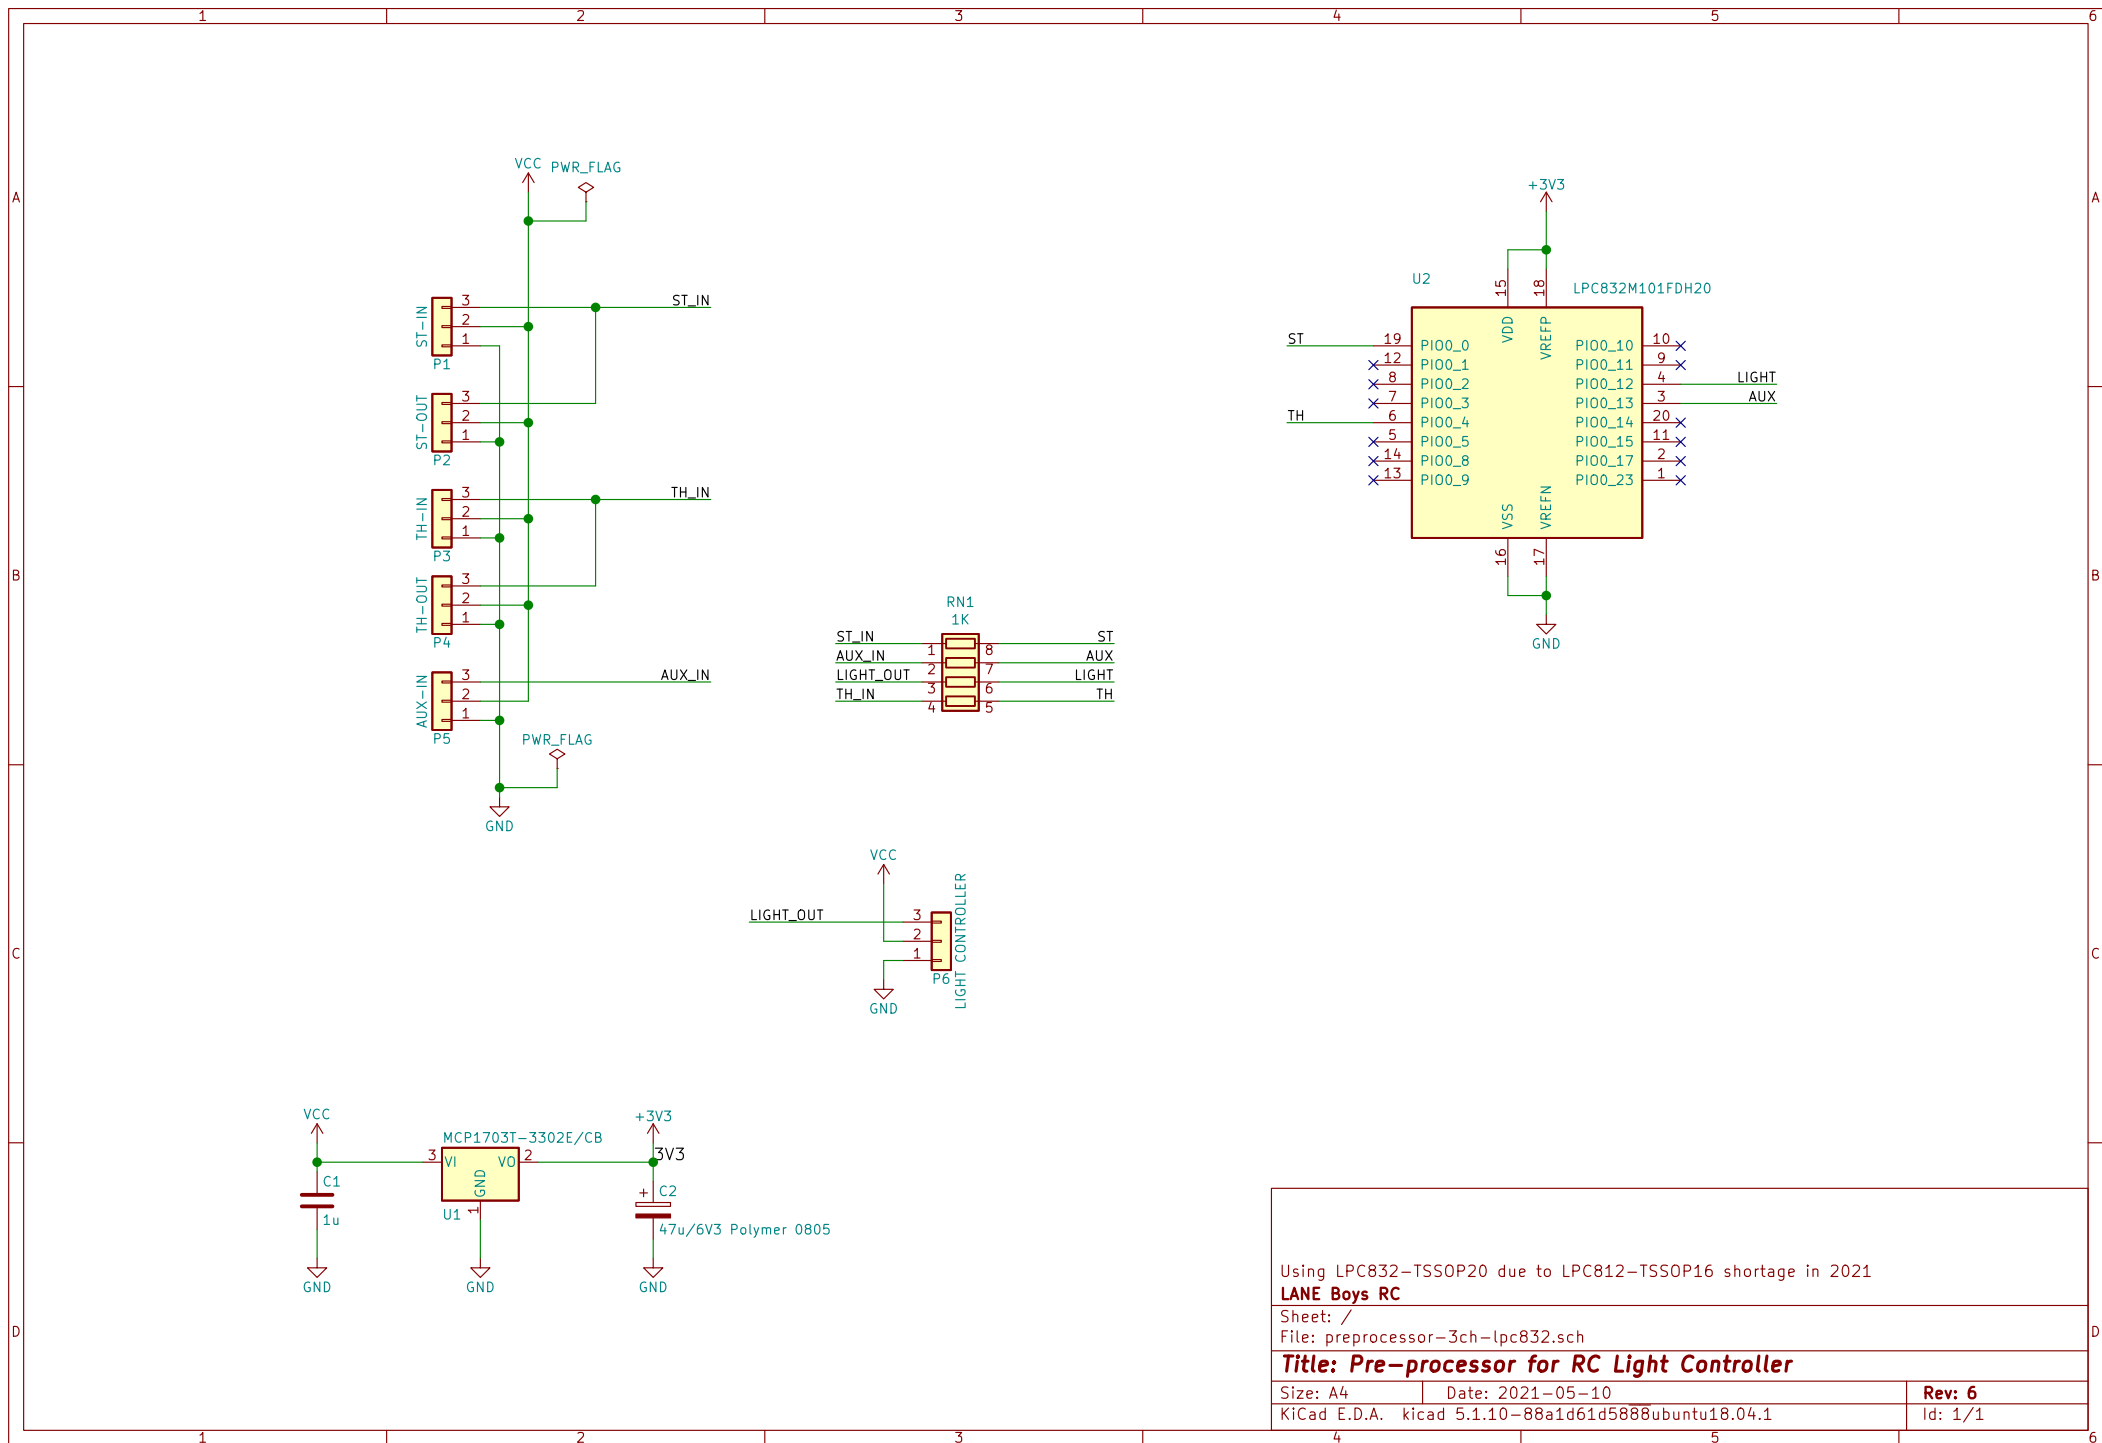 1 2 3 4 5 6
A A
B B
C C
D D
VCC PWR_FLAG
ST-IN
3 ST_IN
2
1
P1
ST-OUT
3
2
1
P2
TH-IN
3 TH_IN
2
1
P3
TH-OUT
3
2
1
P4
AUX-IN
3 AUX_IN
2
1
P5
PWR_FLAG
GND
RN1
1K
ST_IN 1 8 ST
AUX_IN 2 7 AUX
LIGHT_OUT 3 6 LIGHT
TH_IN 4 5 TH
+3V3
U2
LPC832M101FDH20
15 18
VDD VREFP
ST 19 PIO0_0 PIO0_10 10
12 PIO0_1 PIO0_11 9
8 PIO0_2 PIO0_12 4 LIGHT
7 PIO0_3 PIO0_13 3 AUX
TH 6 PIO0_4 PIO0_14 20
5 PIO0_5 PIO0_15 11
14 PIO0_8 PIO0_17 2
13 PIO0_9 PIO0_23 1
VSS VREFN
16 17
GND
VCC
LIGHT_OUT 3
2
1
P6
LIGHT CONTROLLER
GND
VCC
MCP1703T-3302E/CB
+3V3
3V3
3 VI VO 2
GND
1
U1
C1
1u
C2
+
47u/6V3 Polymer 0805
GND GND GND
Using LPC832-TSSOP20 due to LPC812-TSSOP16 shortage in 2021
LANE Boys RC
Sheet: /
File: preprocessor-3ch-lpc832.sch
Title: Pre-processor for RC Light Controller
Size: A4 Date: 2021-05-10 Rev: 6
KiCad E.D.A. kicad 5.1.10-88a1d61d5888ubuntu18.04.1 Id: 1/1
1 2 3 4 5 6